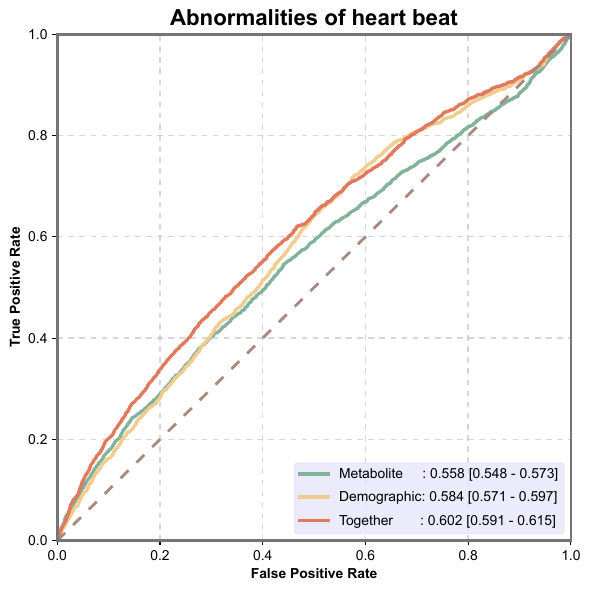 Abnormalities of heart beat
1.0
0.8
0.6
0.4
0.2
0.0
True Positive Rate
Metabolite : 0.558 [0.548 - 0.573]
Demographic: 0.584 [0.571 - 0.597]
Together : 0.602 [0.591 - 0.615]
0.0 0.2 0.4 0.6 0.8 1.0
False Positive Rate